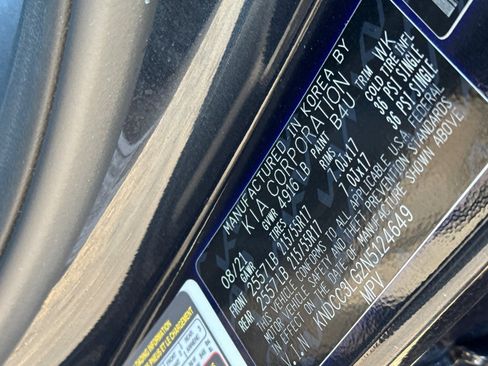 MANUFACTURED IN KOREA BY
KIA CORPORATION
08/21 GVWR 4916 LB PAINT B4U TRIM WK
GAWR TIRES RIMS COLD TIRE INFL
FRONT 2557 LB 215/55R17 7.0Jx17 36 PSI SINGLE
REAR 2557 LB 215/55R17 7.0Jx17 36 PSI SINGLE
THIS VEHICLE CONFORMS TO ALL APPLICABLE U.S.A. FEDERAL
MOTOR VEHICLE SAFETY AND THEFT PREVENTION STANDARDS
IN EFFECT ON THE DATE OF MANUFACTURE SHOWN ABOVE
V.I.N KNDCC3LG2N5124649
MPV
ING INFORMATION